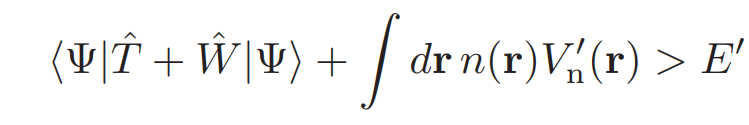 ⟨Ψ|T̂ + Ŵ|Ψ⟩ + ∫ d𝐫 n(𝐫)V′ₙ(𝐫) > E′